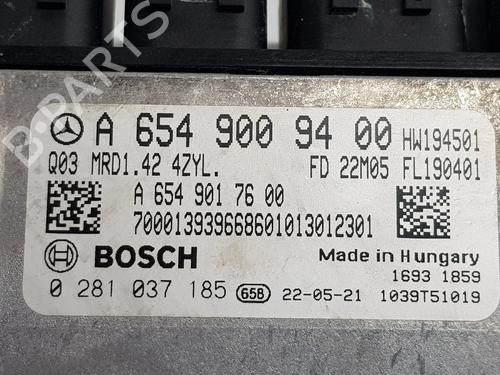 A 654 900 94 00 HW194501
Q03 MRD1.42 4ZYL. FD 22M05 FL190401
A 654 901 76 00
70001393966860101301​2301
BOSCH Made in Hungary
1693 1859
0 281 037 185 65B 22-05-21 1039T51019
B-PARTS